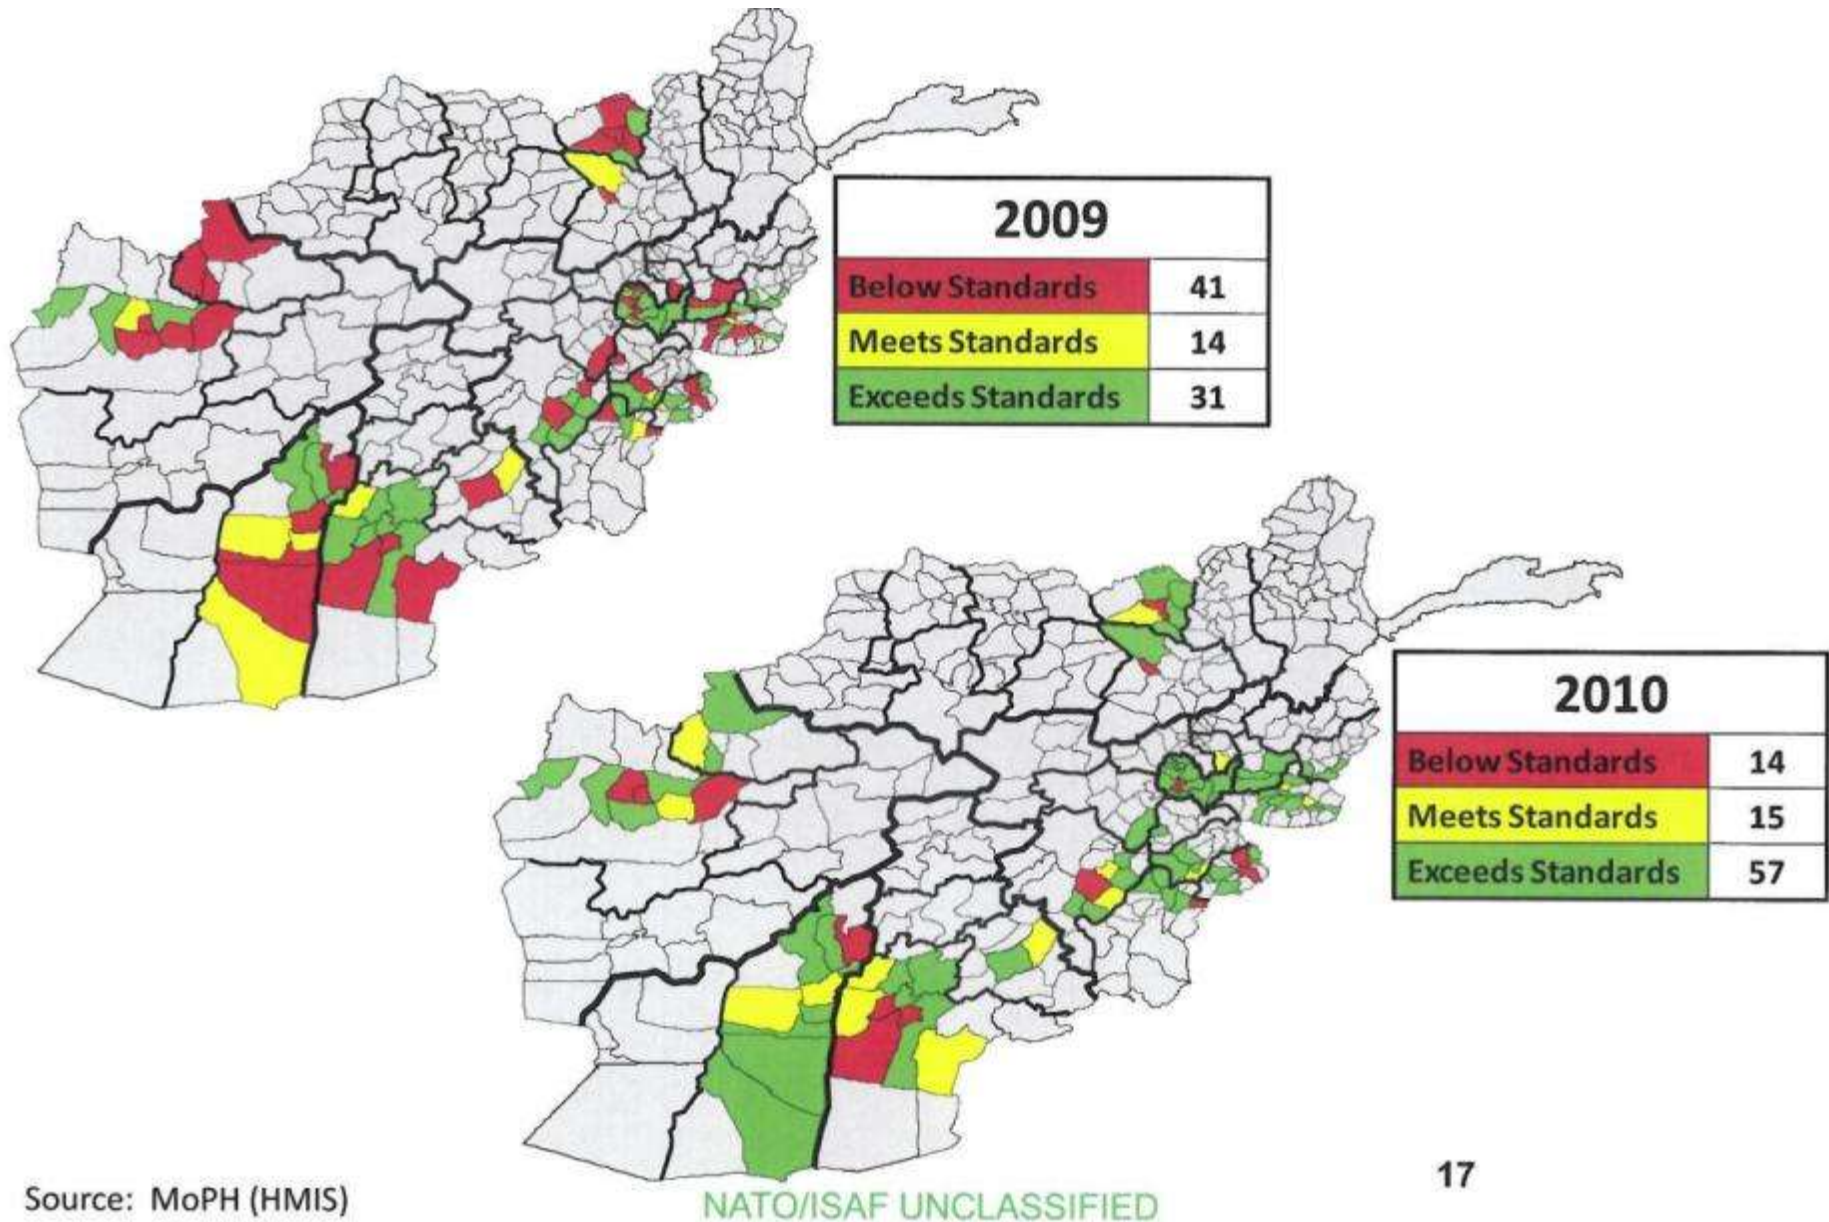 2009
Below Standards 41
Meets Standards 14
Exceeds Standards 31
2010
Below Standards 14
Meets Standards 15
Exceeds Standards 57
17
Source: MoPH (HMIS)
NATO/ISAF UNCLASSIFIED